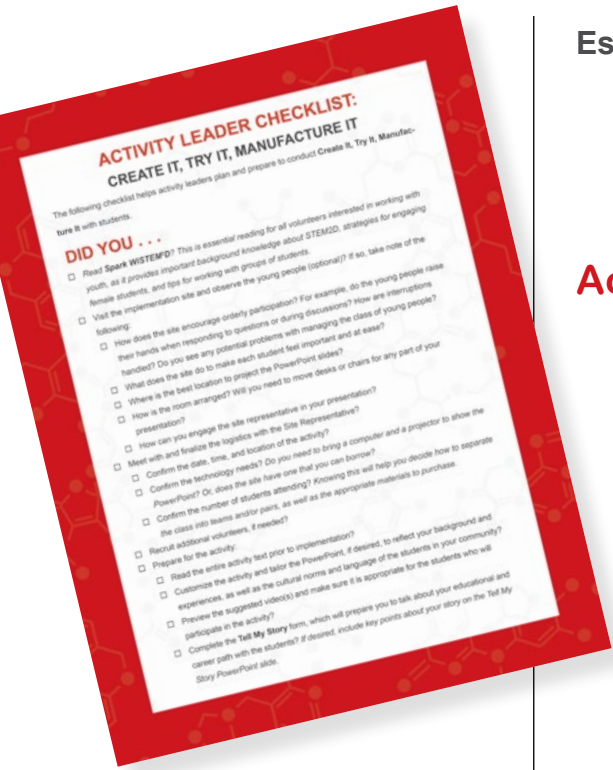 ACTIVITY LEADER CHECKLIST:
CREATE IT, TRY IT, MANUFACTURE IT
The following checklist helps activity leaders plan and prepare to conduct Create It, Try It, Manufac-
ture It with students.
DID YOU . . .
Read Spark WiSTEM²D? This is essential reading for all volunteers interested in working with
youth, as it provides important background knowledge about STEM2D, strategies for engaging
female students, and tips for working with groups of students.
Visit the implementation site and observe the young people (optional)? If so, take note of the
following:
How does the site encourage orderly participation? For example, do the young people raise
their hands when responding to questions or during discussions? How are interruptions
handled? Do you see any potential problems with managing the class of young people?
What does the site do to make each student feel important and at ease?
Where is the best location to project the PowerPoint slides?
How is the room arranged? Will you need to move desks or chairs for any part of your
presentation?
How can you engage the site representative in your presentation?
Meet with and finalize the logistics with the Site Representative?
Confirm the date, time, and location of the activity?
Confirm the technology needs? Do you need to bring a computer and a projector to show the
PowerPoint? Or, does the site have one that you can borrow?
Confirm the number of students attending? Knowing this will help you decide how to separate
the class into teams and/or pairs, as well as the appropriate materials to purchase.
Recruit additional volunteers, if needed?
Prepare for the activity:
Read the entire activity text prior to implementation?
Customize the activity and tailor the PowerPoint, if desired, to reflect your background and
experiences, as well as the cultural norms and language of the students in your community?
Preview the suggested video(s) and make sure it is appropriate for the students who will
participate in the activity?
Complete the Tell My Story form, which will prepare you to talk about your educational and
career path with the students? If desired, include key points about your story on the Tell My
Story PowerPoint slide.
Es
Ac